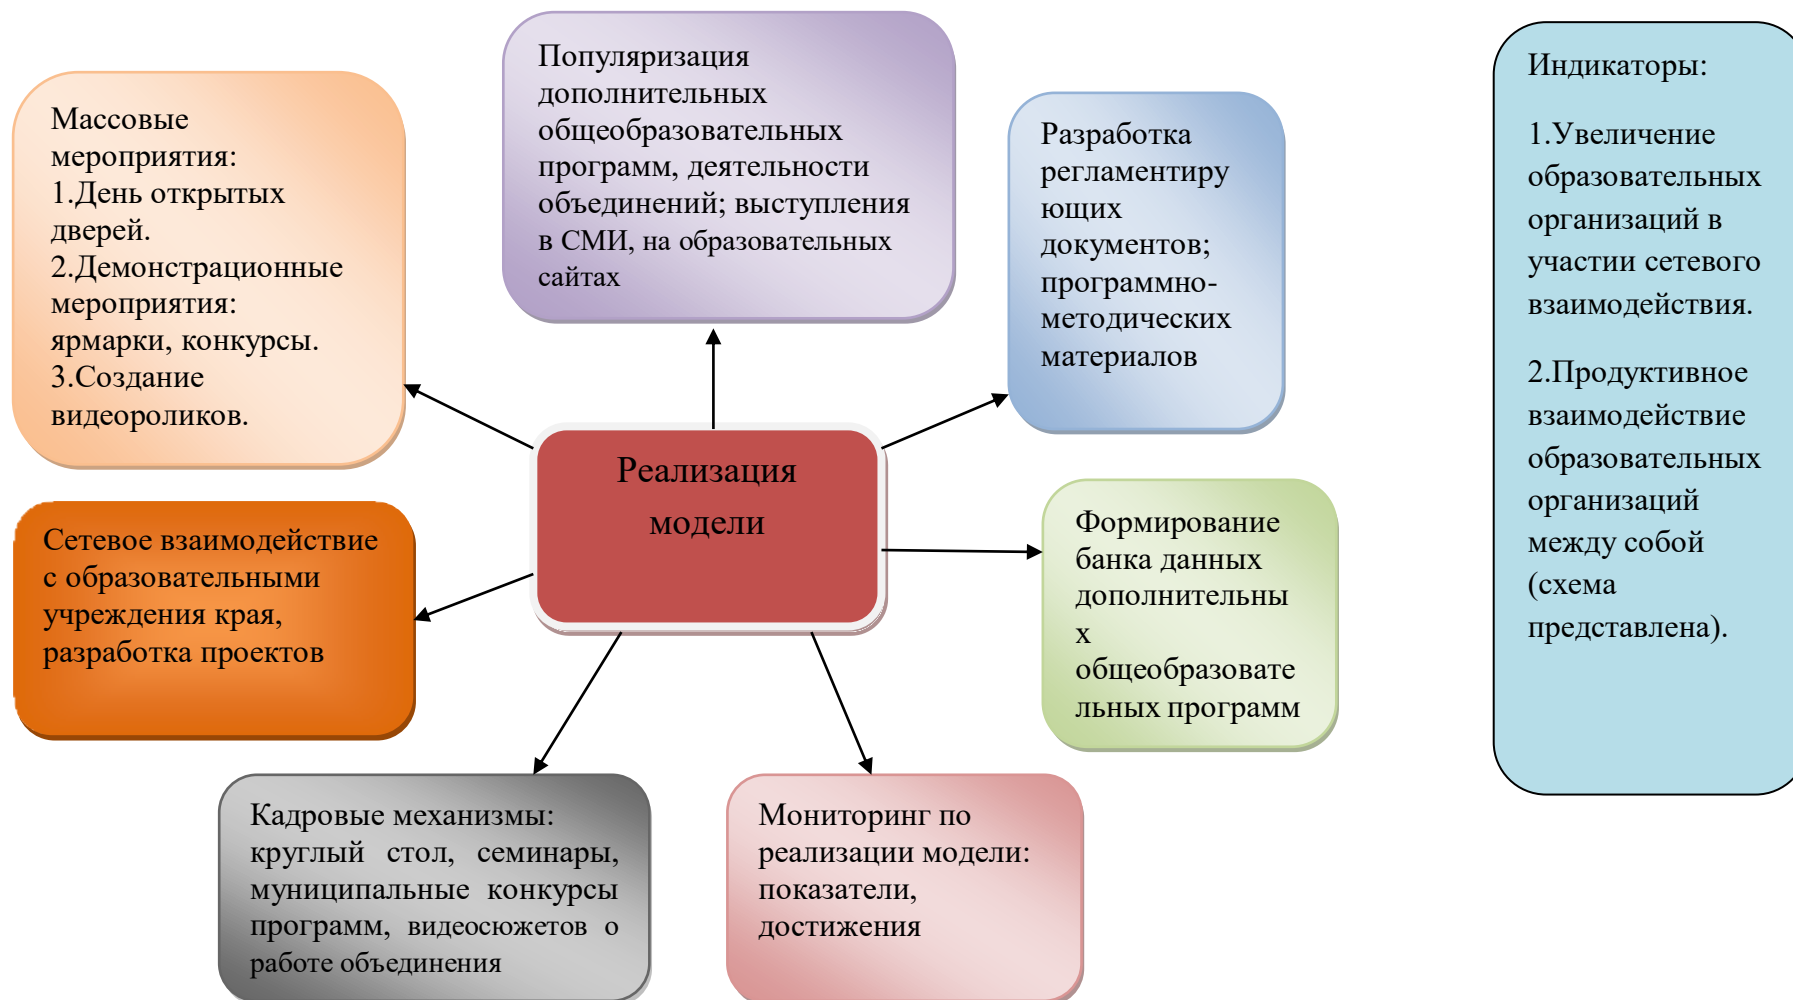 Массовые
мероприятия:
1.День открытых
дверей.
2.Демонстрационные
мероприятия:
ярмарки, конкурсы.
3.Создание
видеороликов.
Популяризация
дополнительных
общеобразовательных
программ, деятельности
объединений; выступления
в СМИ, на образовательных
сайтах
Разработка
регламентиру
ющих
документов;
программно-
методических
материалов
Индикаторы:
1.Увеличение
образовательных
организаций в
участии сетевого
взаимодействия.
2.Продуктивное
взаимодействие
образовательных
организаций
между собой
(схема
представлена).
Реализация
модели
Сетевое взаимодействие
с образовательными
учреждения края,
разработка проектов
Формирование
банка данных
дополнительны
х
общеобразовате
льных программ
Кадровые механизмы:
круглый стол, семинары,
муниципальные конкурсы
программ, видеосюжетов о
работе объединения
Мониторинг по
реализации модели:
показатели,
достижения